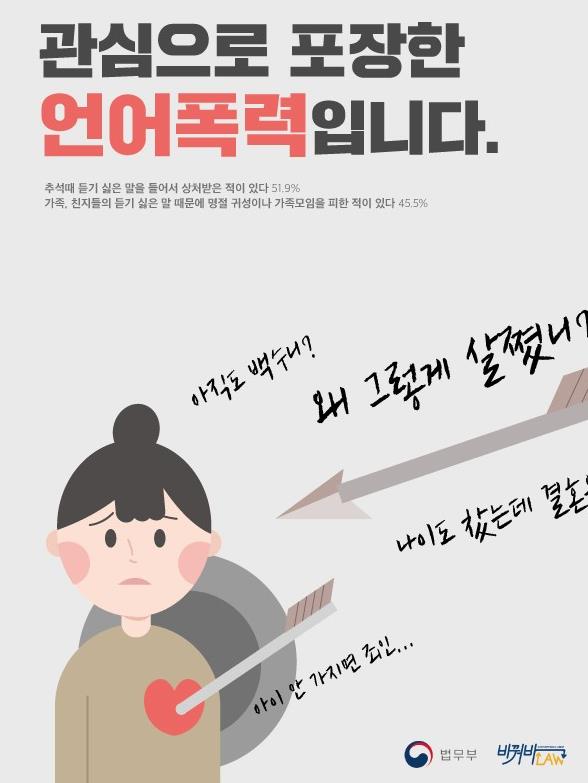 관심으로 포장한
언어폭력입니다.
추석때 듣기 싫은 말을 들어서 상처받은 적이 있다 51.9%
가족, 친지들의 듣기 싫은 말 때문에 명절 귀성이나 가족모임을 피한 적이 있다 45.5%
아직도 백수니?
왜 그렇게 살쪘니?
나이도 찼는데 결혼
아이 안 가지면 죄인...
법무부
바꿔바 LAW